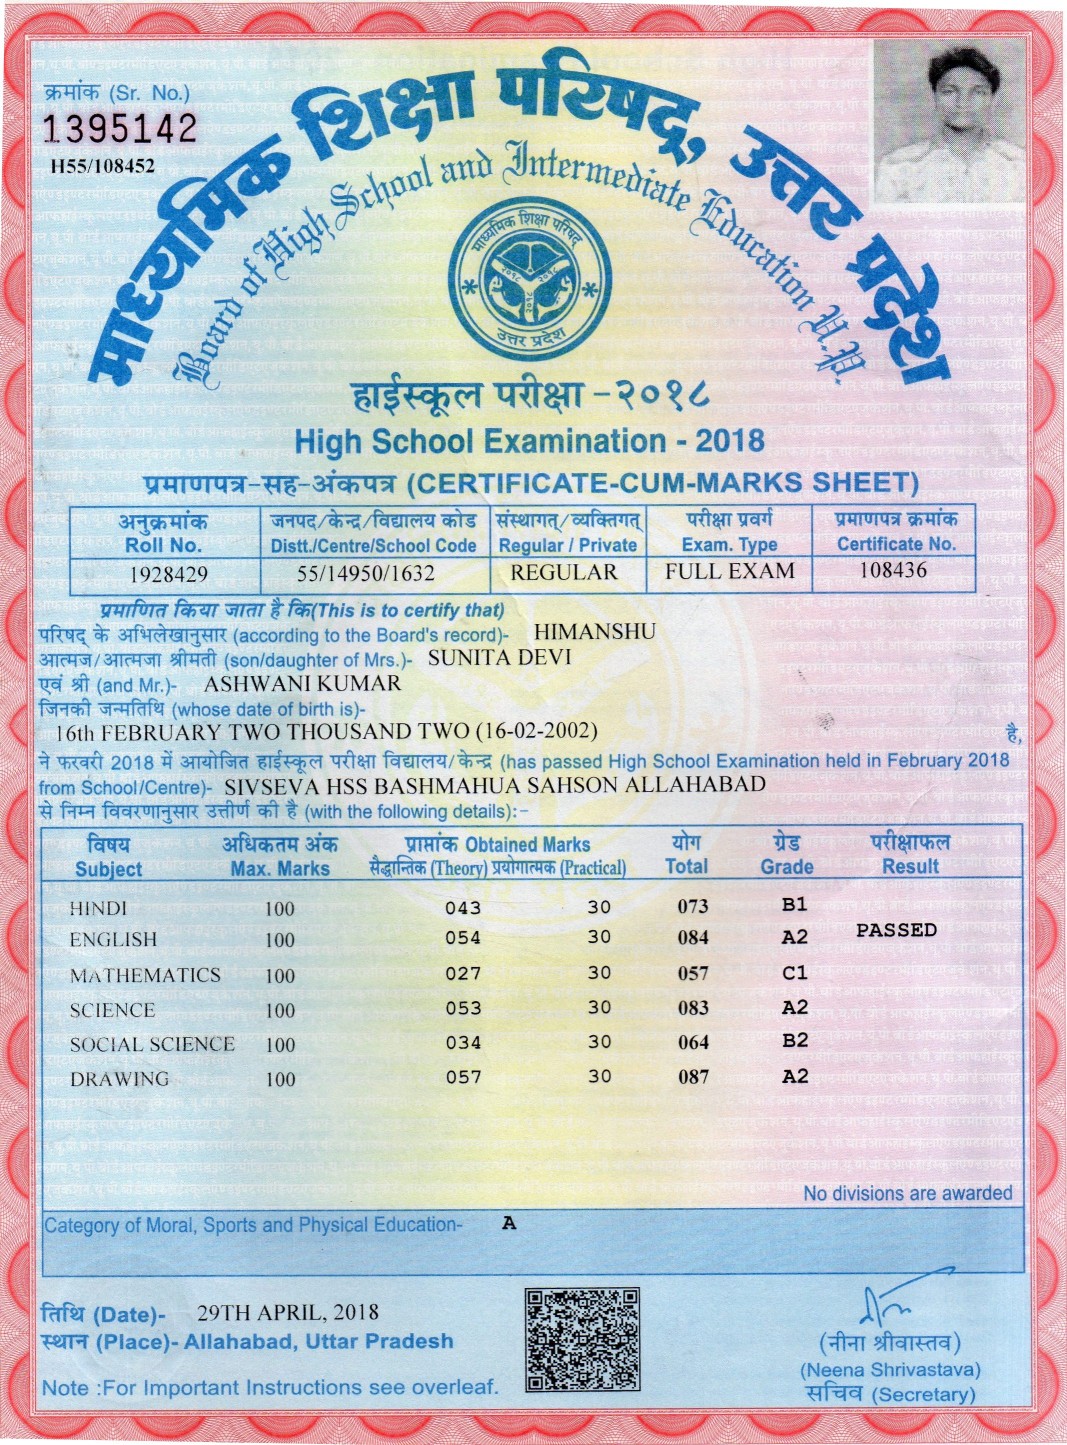 क्रमांक (Sr. No.)
1395142
H55/108452
माध्यमिक शिक्षा परिषद्, उत्तर प्रदेश
Board of High School and Intermediate Education U.P.
माध्यमिक शिक्षा परिषद
२०१८ २०१८
२०१८
उत्तर प्रदेश
हाईस्कूल परीक्षा - २०१८
High School Examination - 2018
प्रमाणपत्र-सह-अंकपत्र (CERTIFICATE-CUM-MARKS SHEET)
अनुक्रमांक जनपद/केन्द्र/विद्यालय कोड संस्थागत्/व्यक्तिगत् परीक्षा प्रवर्ग प्रमाणपत्र क्रमांक
Roll No. Distt./Centre/School Code Regular / Private Exam. Type Certificate No.
1928429 55/14950/1632 REGULAR FULL EXAM 108436
प्रमाणित किया जाता है कि(This is to certify that)
परिषद् के अभिलेखानुसार (according to the Board's record)- HIMANSHU
आत्मज/आत्मजा श्रीमती (son/daughter of Mrs.)- SUNITA DEVI
एवं श्री (and Mr.)- ASHWANI KUMAR
जिनकी जन्मतिथि (whose date of birth is)-
16th FEBRUARY TWO THOUSAND TWO (16-02-2002) है,
ने फरवरी 2018 में आयोजित हाईस्कूल परीक्षा विद्यालय/केन्द्र (has passed High School Examination held in February 2018
from School/Centre)- SIVSEVA HSS BASHMAHUA SAHSON ALLAHABAD
से निम्न विवरणानुसार उत्तीर्ण की है (with the following details):-
विषय अधिकतम अंक प्राप्तांक Obtained Marks योग ग्रेड परीक्षाफल
Subject Max. Marks सैद्धान्तिक (Theory) प्रयोगात्मक (Practical) Total Grade Result
HINDI 100 043 30 073 B1
ENGLISH 100 054 30 084 A2 PASSED
MATHEMATICS 100 027 30 057 C1
SCIENCE 100 053 30 083 A2
SOCIAL SCIENCE 100 034 30 064 B2
DRAWING 100 057 30 087 A2
No divisions are awarded
Category of Moral, Sports and Physical Education- A
तिथि (Date)- 29TH APRIL, 2018
स्थान (Place)- Allahabad, Uttar Pradesh
Note :For Important Instructions see overleaf.
(नीना श्रीवास्तव)
(Neena Shrivastava)
सचिव (Secretary)